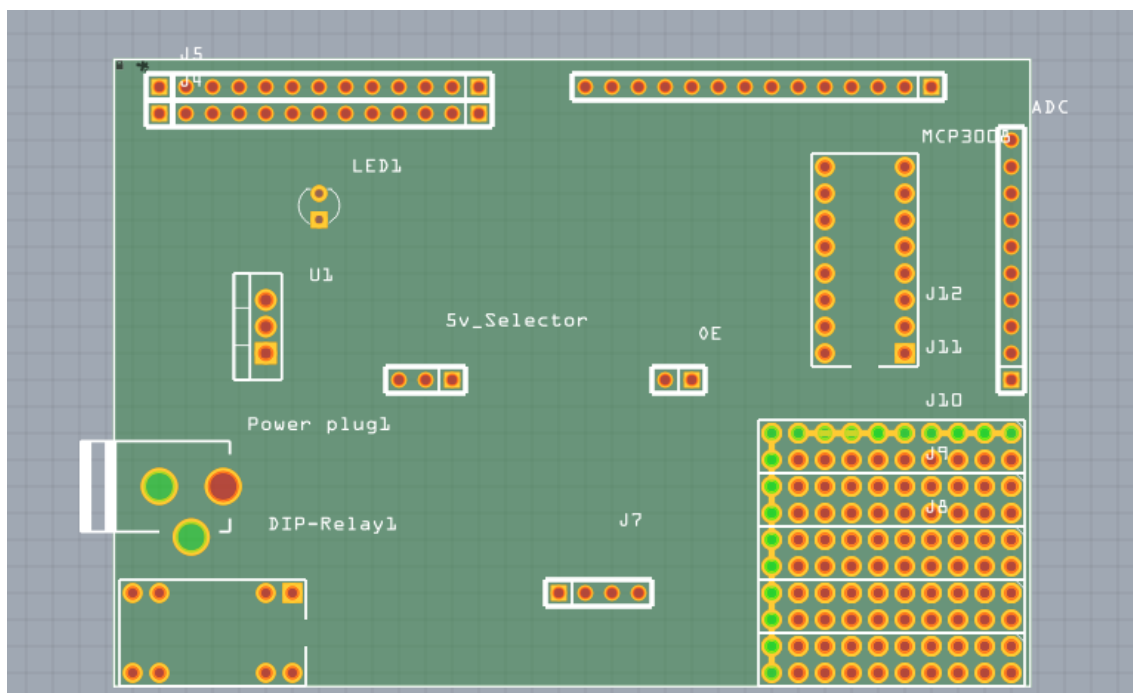 J5
J4
ADC
MCP3008
LED1
U1
J12
5v_Selector
OE
J11
J10
Power plug1
J9
J8
J7
DIP-Relay1